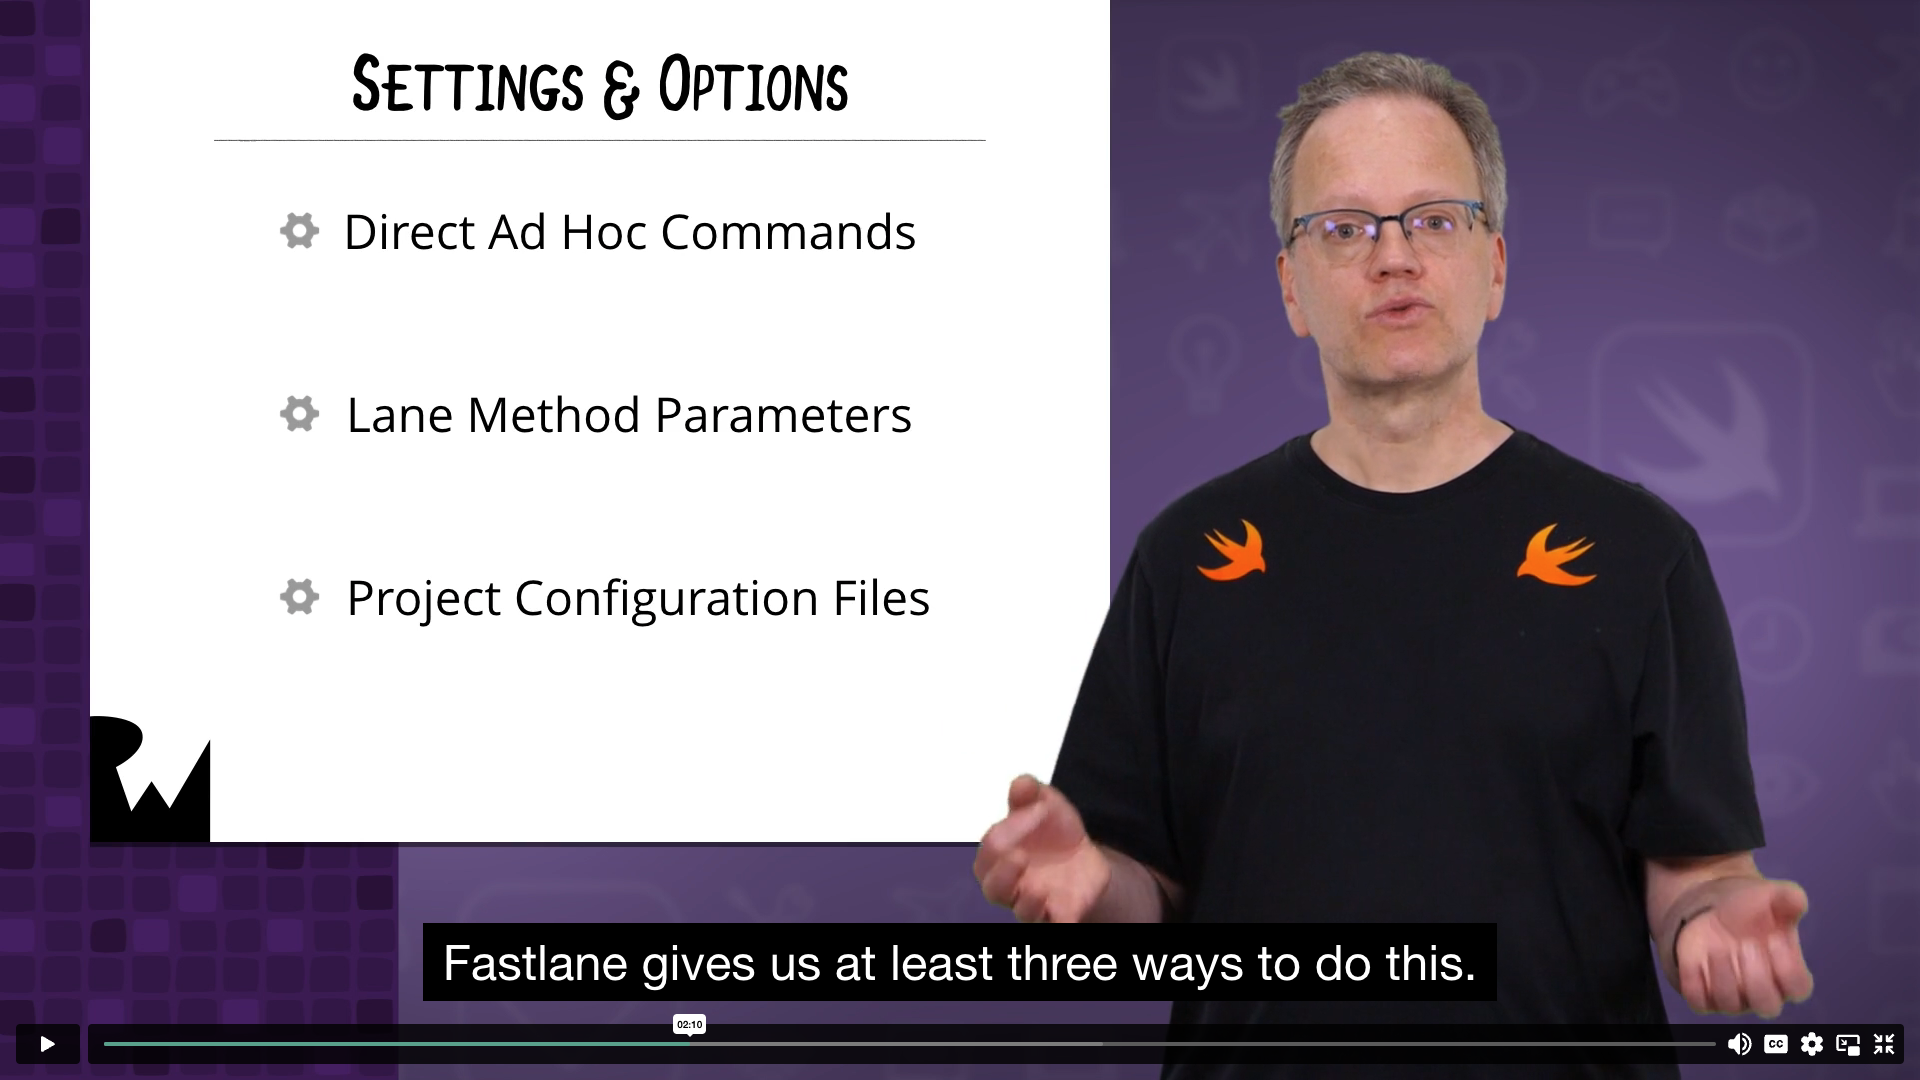 SETTINGS & OPTIONS
Direct Ad Hoc Commands
Lane Method Parameters
Project Configuration Files
RW
Fastlane gives us at least three ways to do this.
02:10
CC